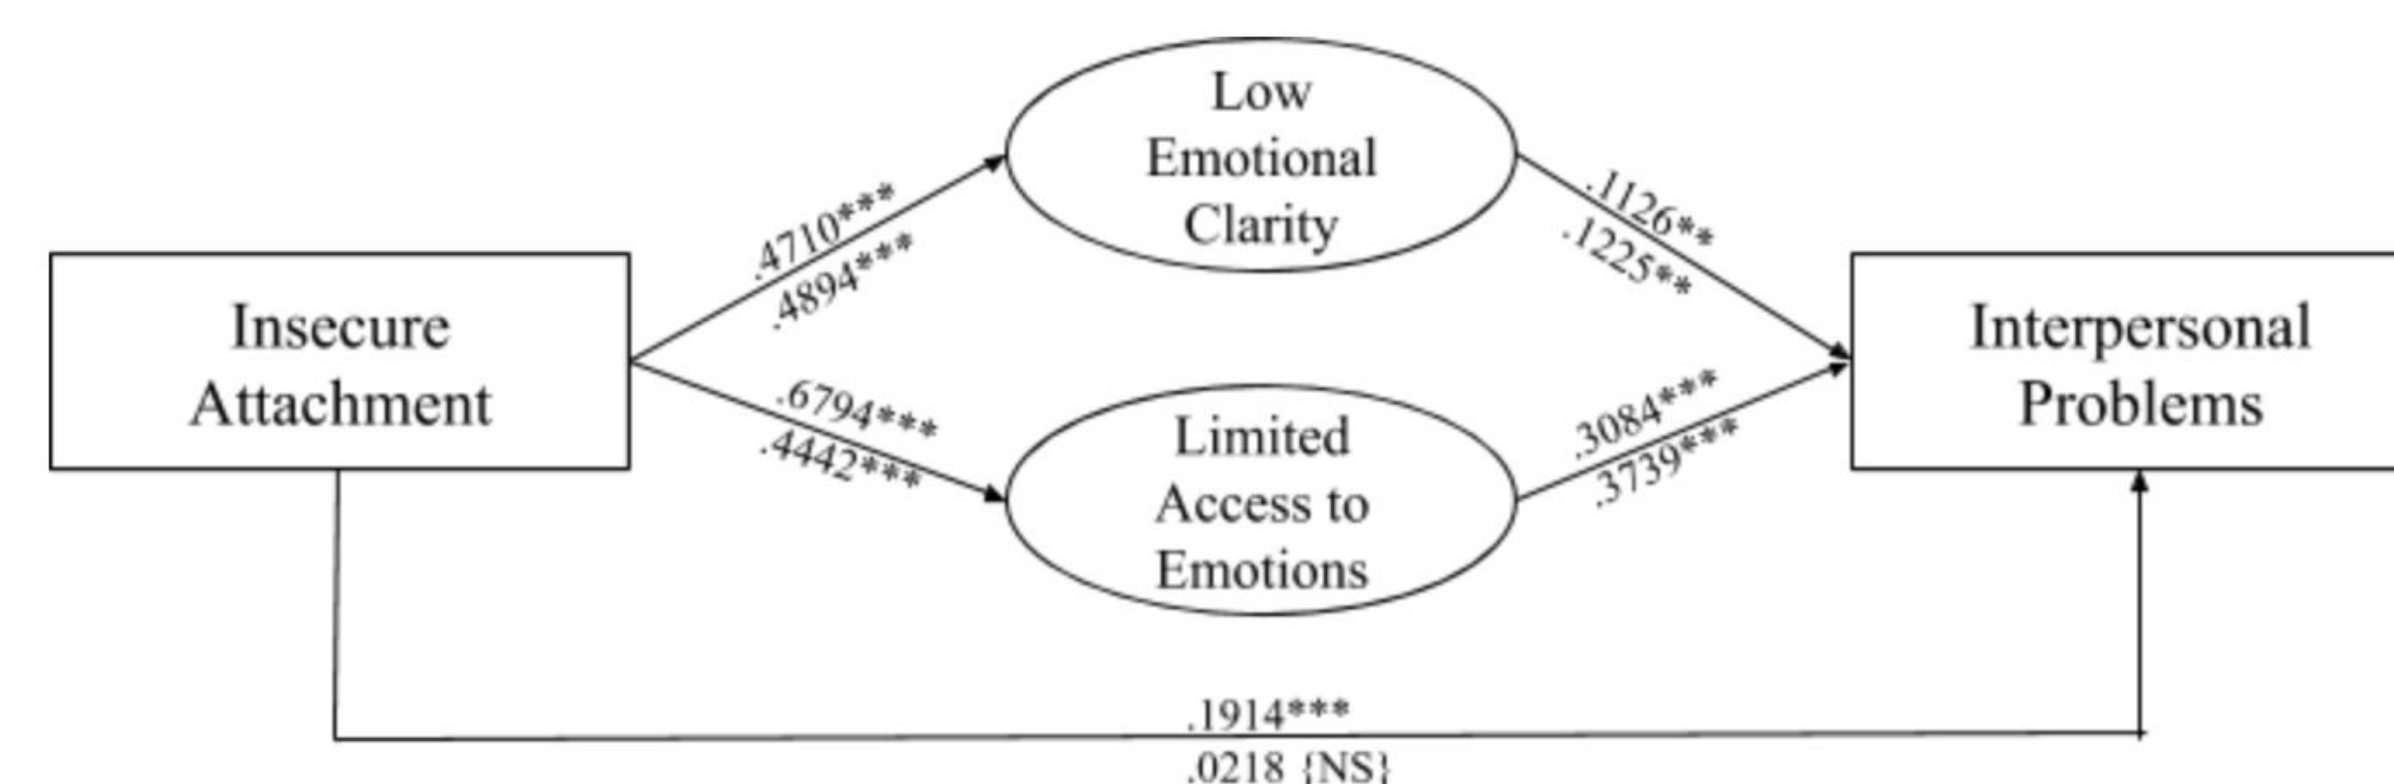 Low
Emotional
Clarity
.4710***
.4894***
.1126**
.1225**
Insecure
Attachment
Interpersonal
Problems
.6794***
.4442***
Limited
Access to
Emotions
.3084***
.3739***
.1914***
.0218 {NS}